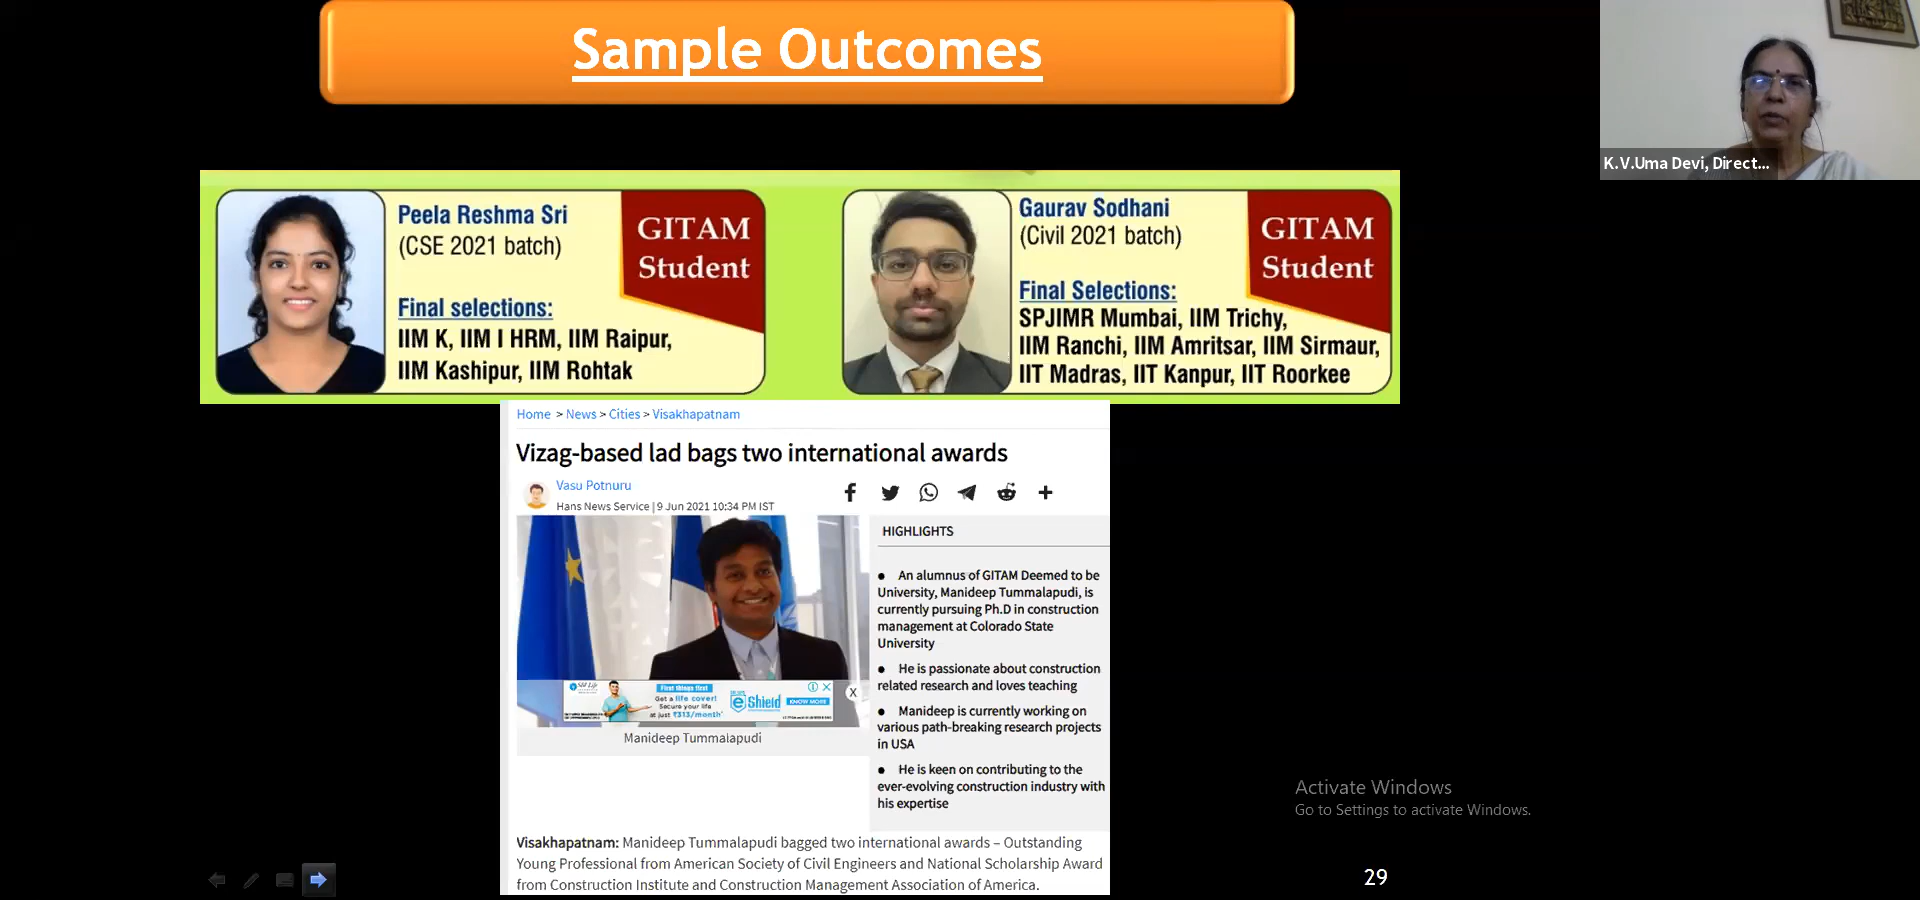 Sample Outcomes
K.V.Uma Devi, Direct...
Peela Reshma Sri
(CSE 2021 batch)
Final selections:
IIM K, IIM I HRM, IIM Raipur,
IIM Kashipur, IIM Rohtak
GITAM
Student
Gaurav Sodhani
(Civil 2021 batch)
Final Selections:
SPJIMR Mumbai, IIM Trichy,
IIM Ranchi, IIM Amritsar, IIM Sirmaur,
IIT Madras, IIT Kanpur, IIT Roorkee
GITAM
Student
Home > News > Cities > Visakhapatnam
Vizag-based lad bags two international awards
Vasu Potnuru
Hans News Service | 9 Jun 2021 10:34 PM IST
SBI Life
First things first
Get a life cover!
Secure your life
at just ₹313/month*
eShield
KNOW MORE
X
Manideep Tummalapudi
HIGHLIGHTS
● An alumnus of GITAM Deemed to be
University, Manideep Tummalapudi, is
currently pursuing Ph.D in construction
management at Colorado State
University
● He is passionate about construction
related research and loves teaching
● Manideep is currently working on
various path-breaking research projects
in USA
● He is keen on contributing to the
ever-evolving construction industry with
his expertise
Visakhapatnam: Manideep Tummalapudi bagged two international awards – Outstanding
Young Professional from American Society of Civil Engineers and National Scholarship Award
from Construction Institute and Construction Management Association of America.
Activate Windows
Go to Settings to activate Windows.
29